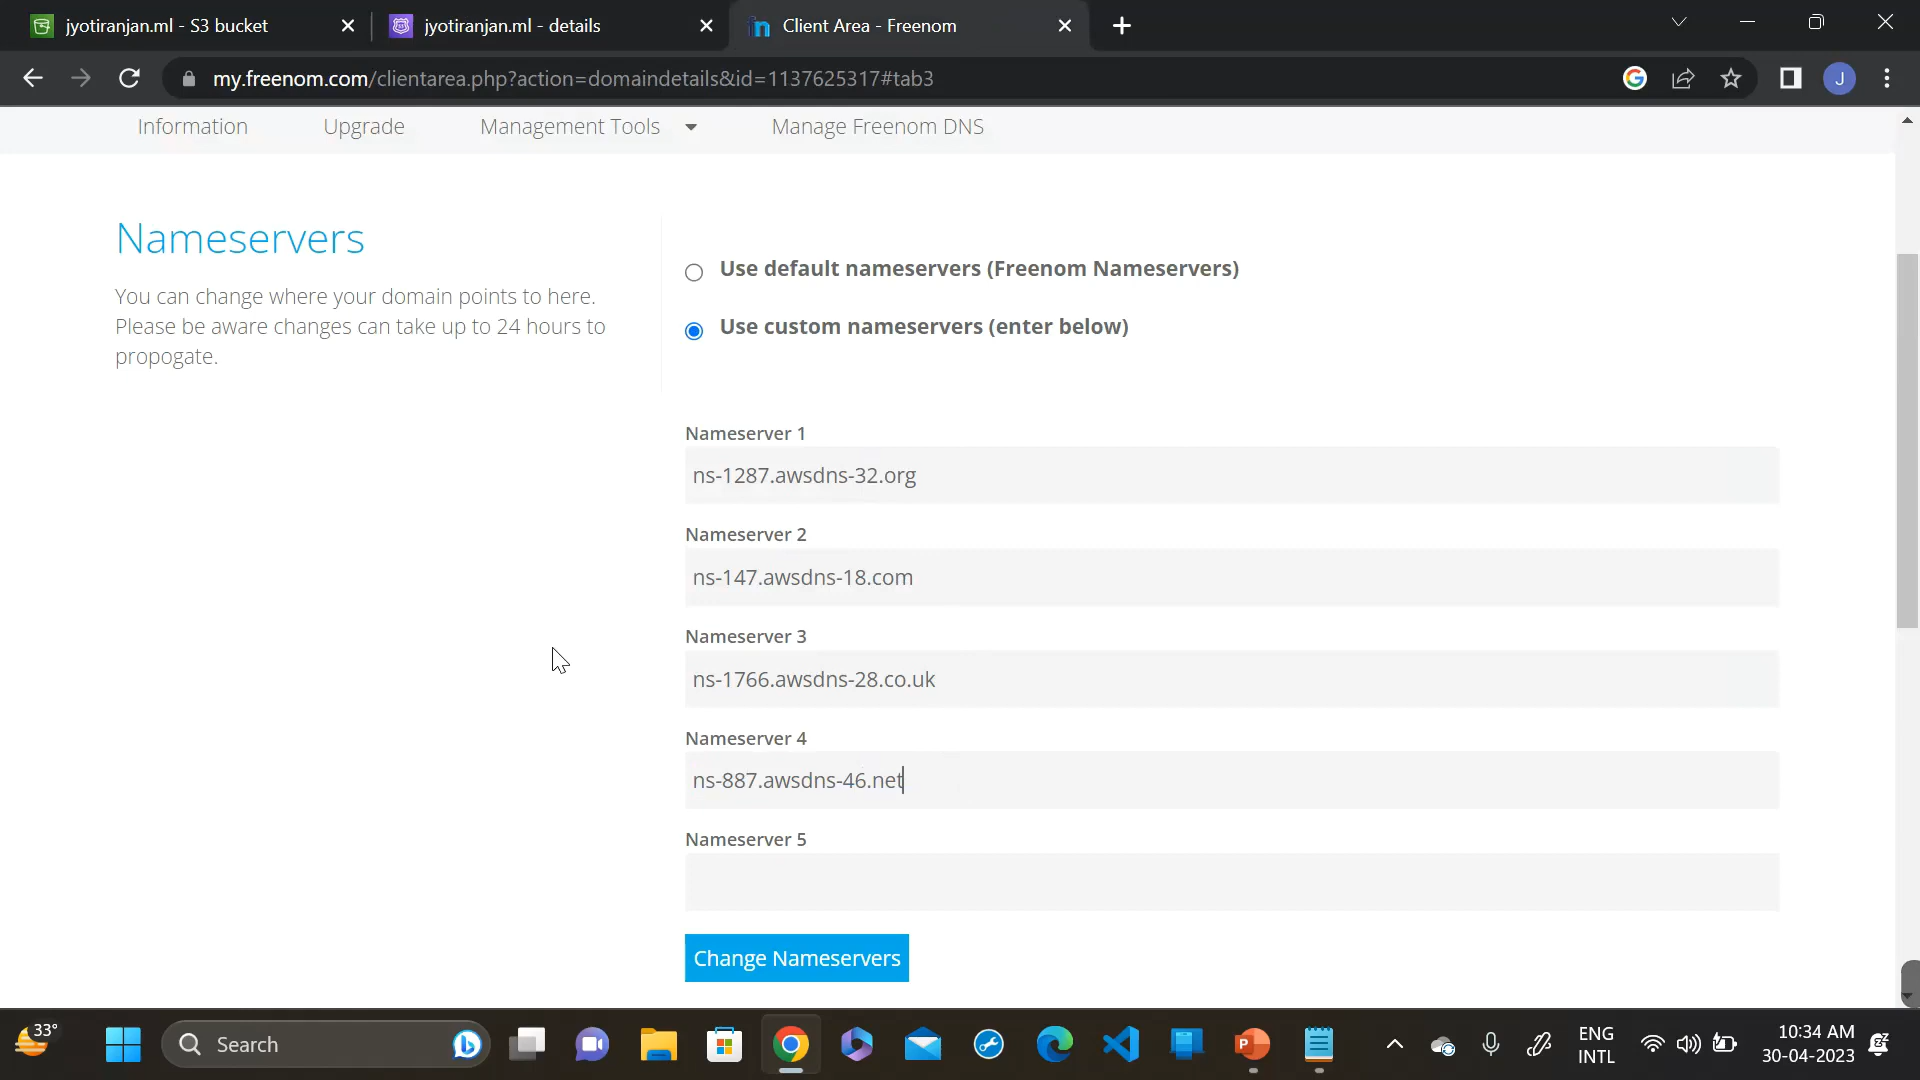 jyotiranjan.ml - S3 bucket
jyotiranjan.ml - details
Client Area - Freenom
my.freenom.com/clientarea.php?action=domaindetails&id=1137625317#tab3
J
Information
Upgrade
Management Tools
Manage Freenom DNS
Nameservers
You can change where your domain points to here.
Please be aware changes can take up to 24 hours to
propogate.
Use default nameservers (Freenom Nameservers)
Use custom nameservers (enter below)
Nameserver 1
ns-1287.awsdns-32.org
Nameserver 2
ns-147.awsdns-18.com
Nameserver 3
ns-1766.awsdns-28.co.uk
Nameserver 4
ns-887.awsdns-46.net
Nameserver 5
Change Nameservers
33°
Search
ENG
INTL
10:34 AM
30-04-2023